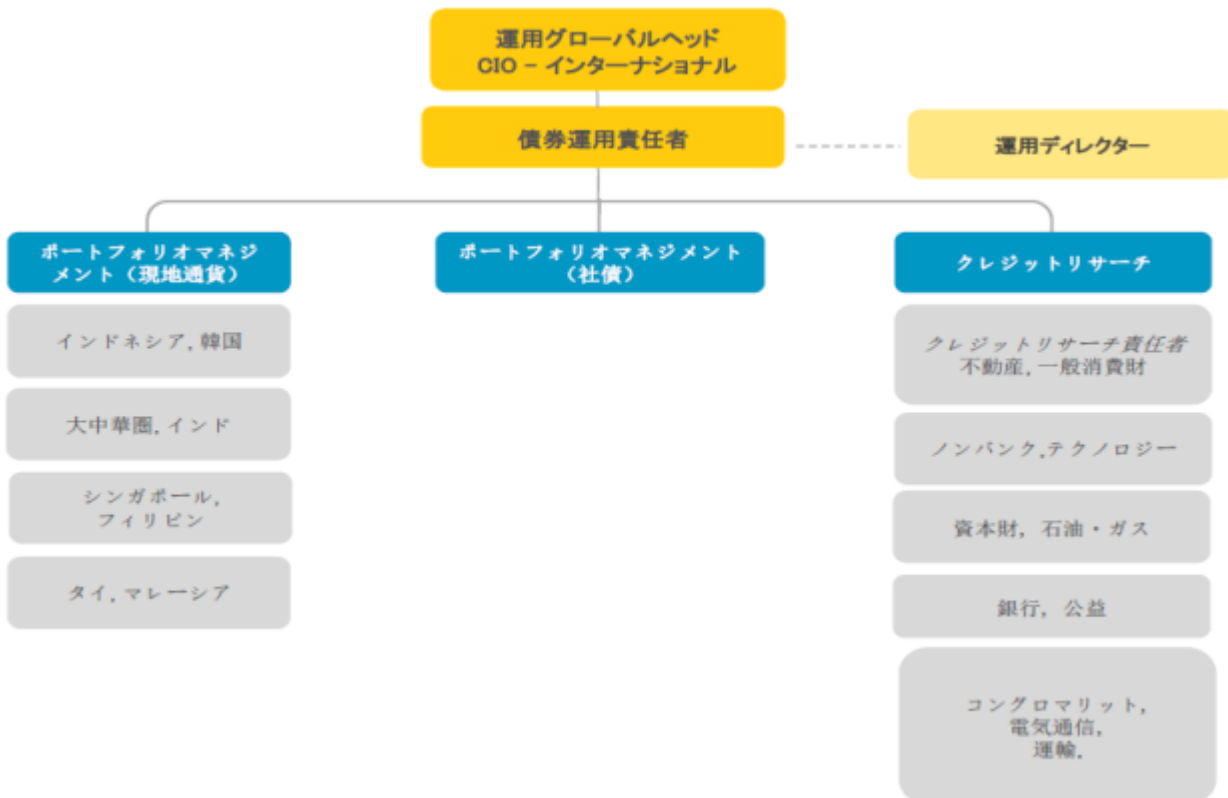 運用グローバルヘッド
CIO – インターナショナル
債券運用責任者
運用ディレクター
ポートフォリオマネジ
メント（現地通貨）
ポートフォリオマネジメント
（社債）
クレジットリサーチ
インドネシア, 韓国
大中華圏, インド
シンガポール,
フィリピン
タイ, マレーシア
クレジットリサーチ責任者
不動産, 一般消費財
ノンバンク,テクノロジー
資本財, 石油・ガス
銀行, 公益
コングロマリット,
電気通信,
運輸,